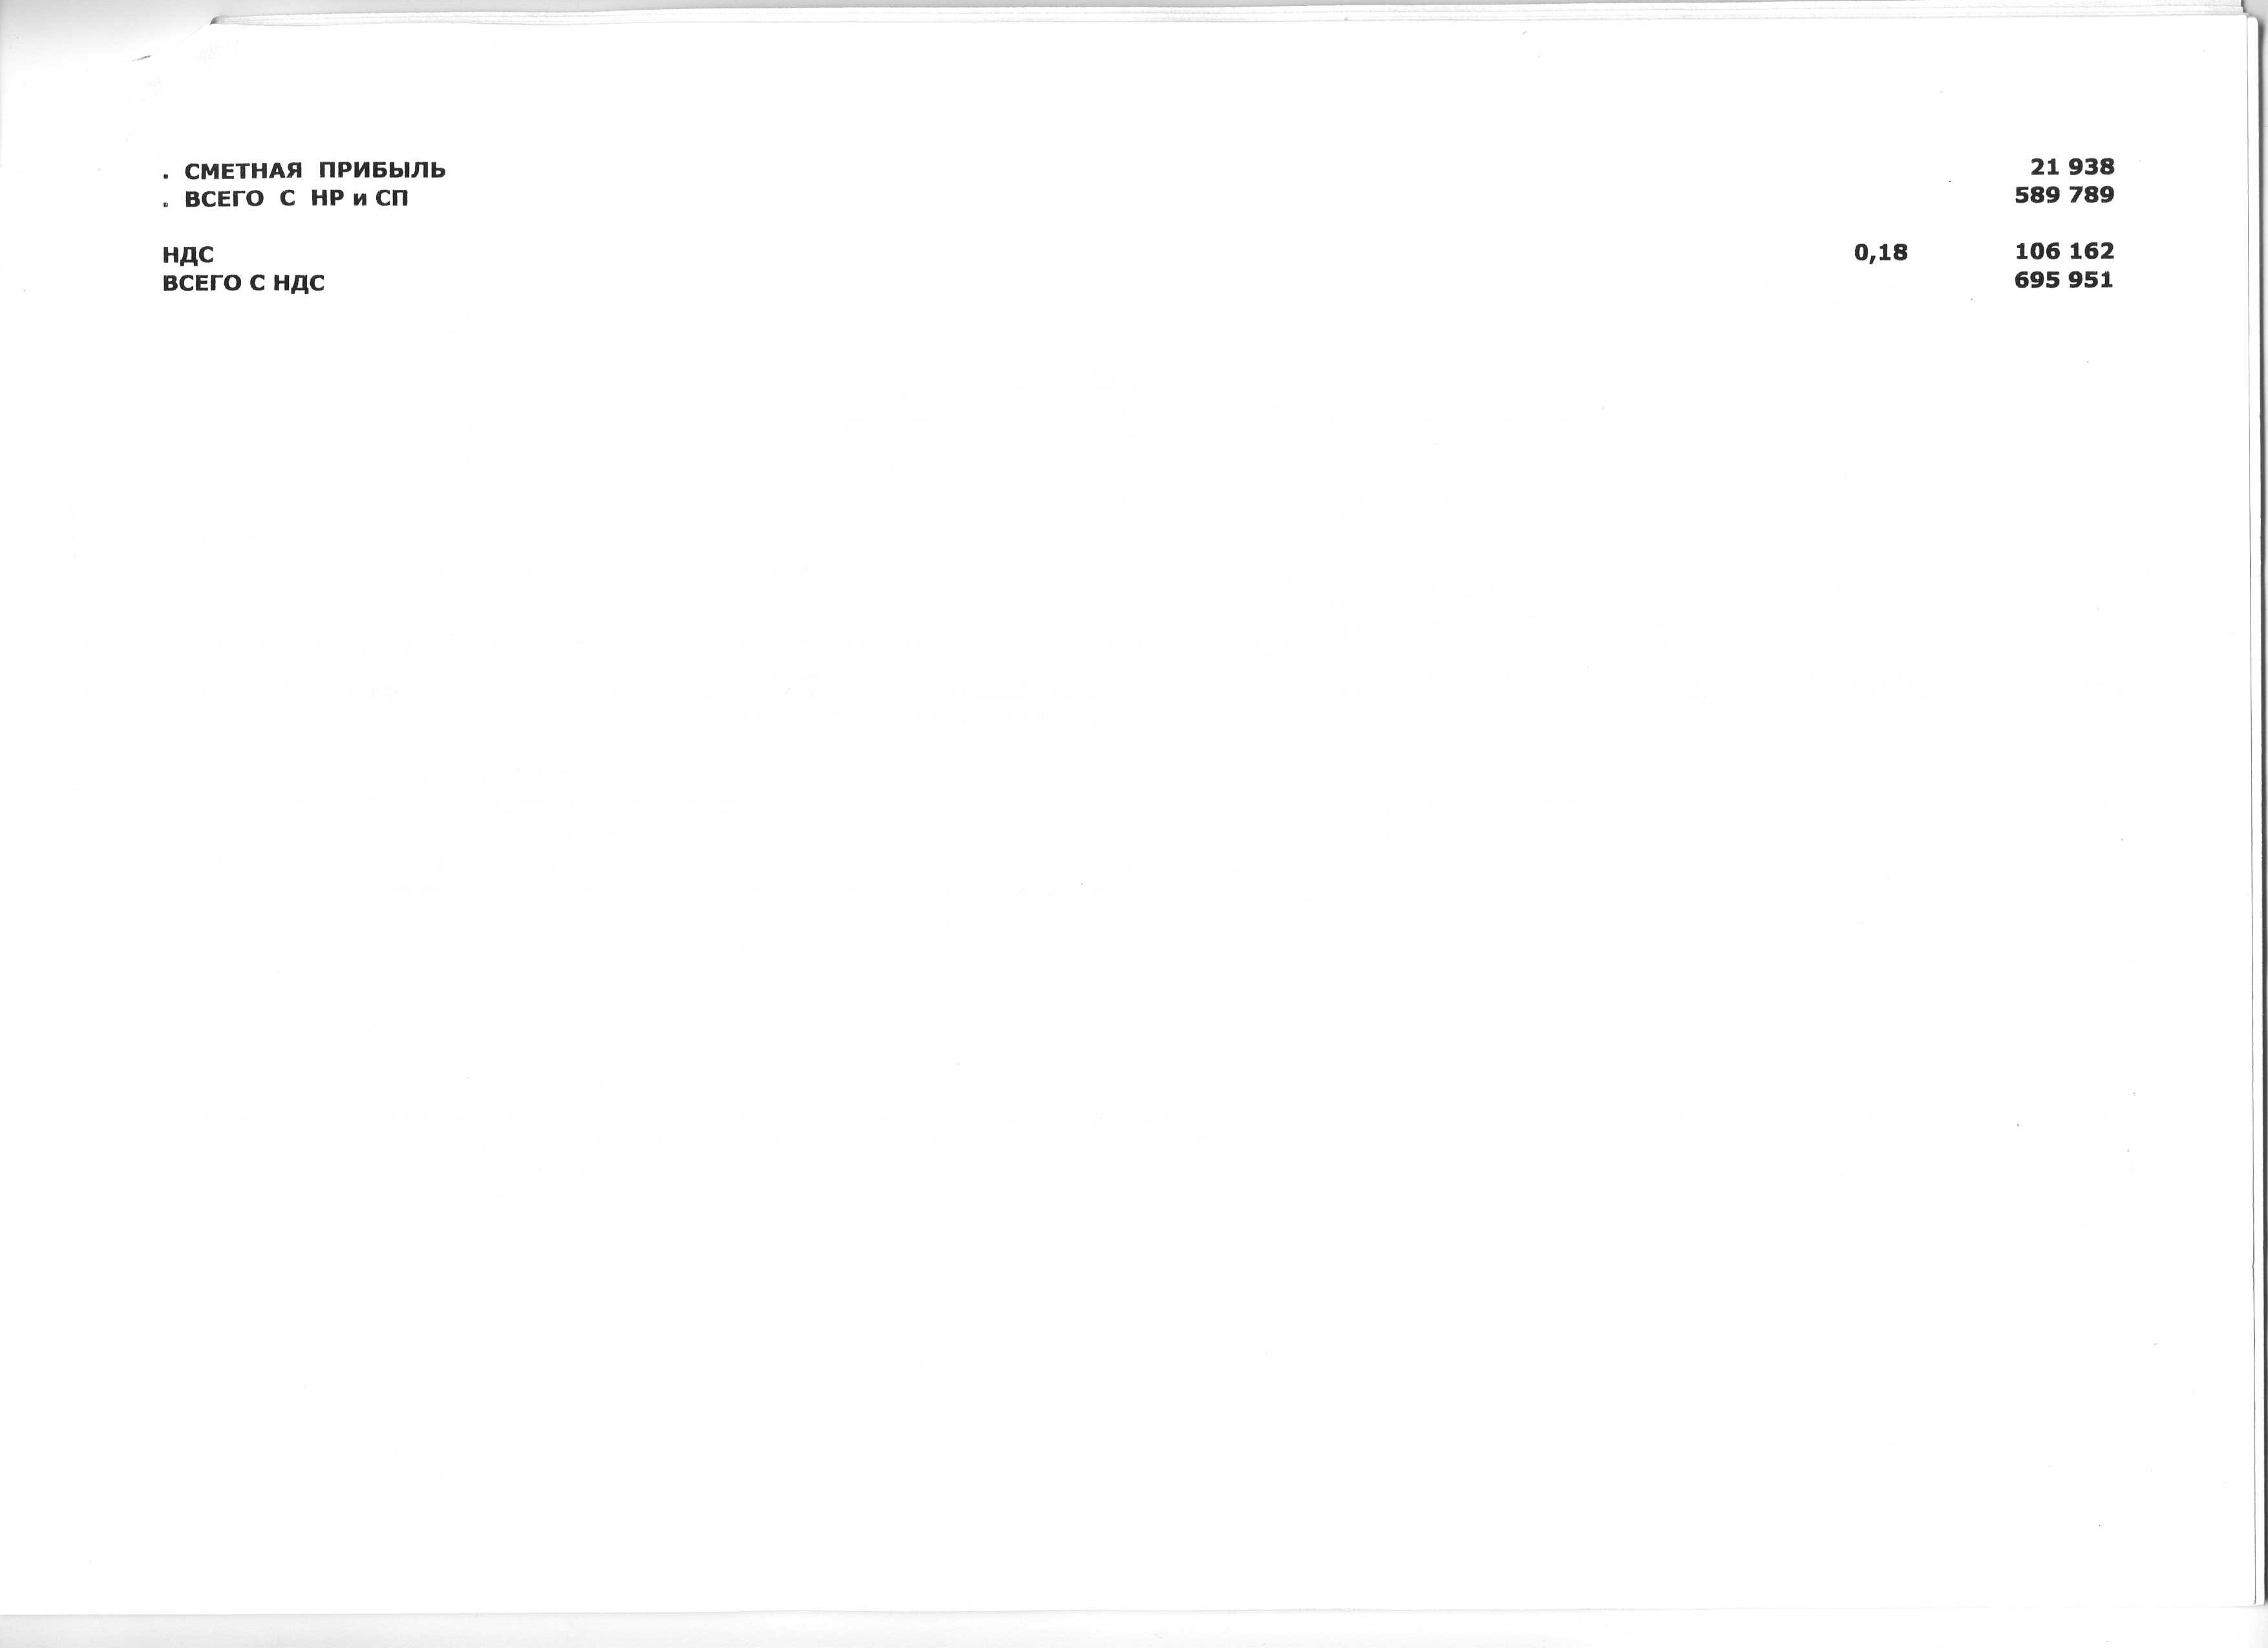 . СМЕТНАЯ ПРИБЫЛЬ 21 938
. ВСЕГО С НР и СП 589 789
НДС 0,18 106 162
ВСЕГО С НДС 695 951